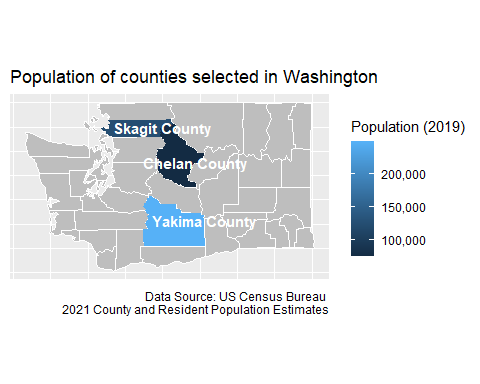 Population of counties selected in Washington
Skagit County
Chelan County
Yakima County
Population (2019)
200,000
150,000
100,000
Data Source: US Census Bureau
2021 County and Resident Population Estimates